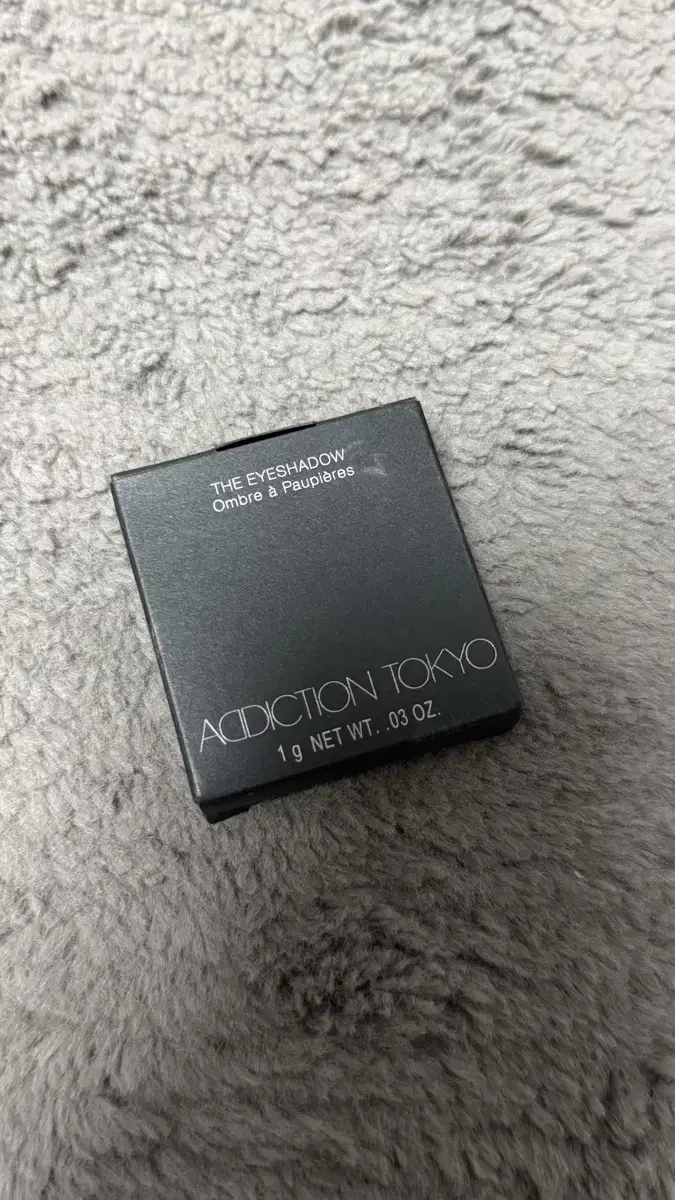 THE EYESHADOW
Ombre à Paupières
ADDICTION TOKYO
1 g NET WT. .03 OZ.